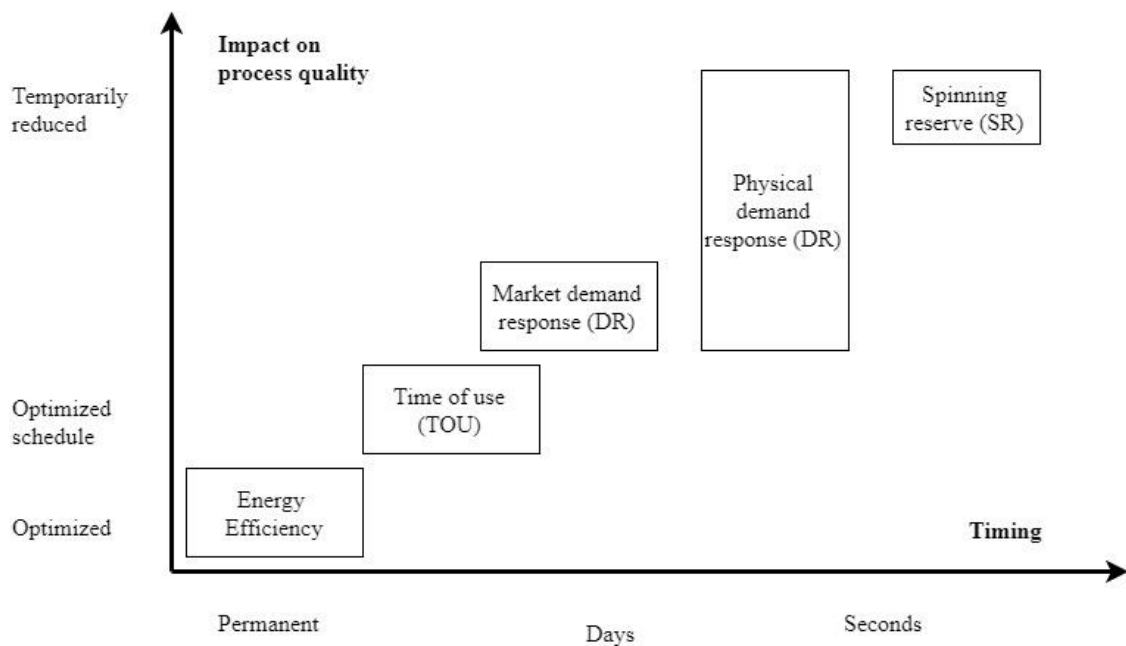 Impact on
process quality
Temporarily
reduced
Spinning
reserve (SR)
Physical
demand
response (DR)
Market demand
response (DR)
Time of use
(TOU)
Optimized
schedule
Energy
Efficiency
Optimized
Timing
Permanent
Days
Seconds